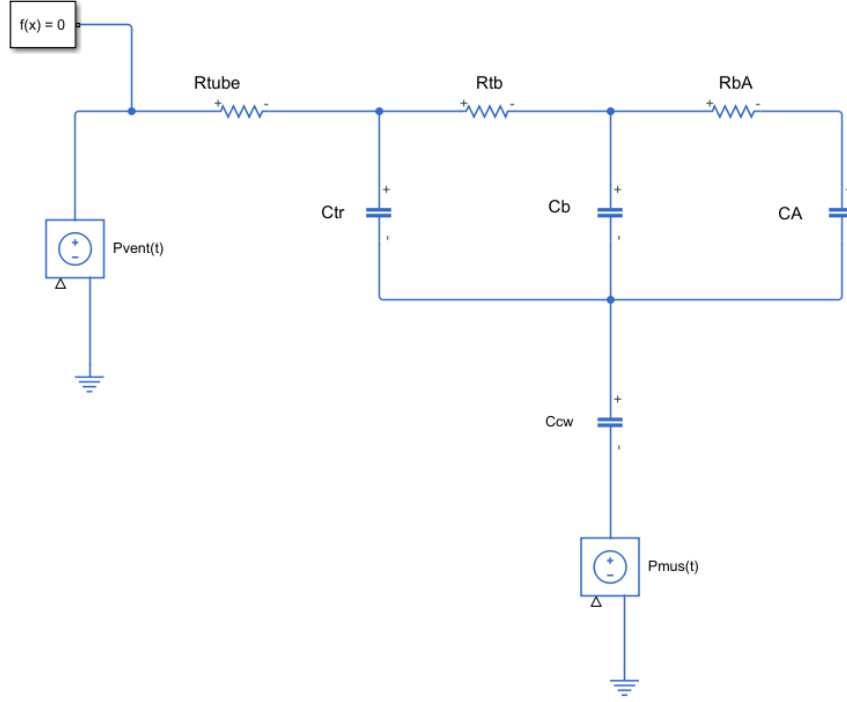 f(x) = 0
Rtube
Rtb
RbA
+
-
+
-
+
-
+
+
Ctr
Cb
CA
+
-
Pvent(t)
-
-
+
Ccw
-
+
-
Pmus(t)